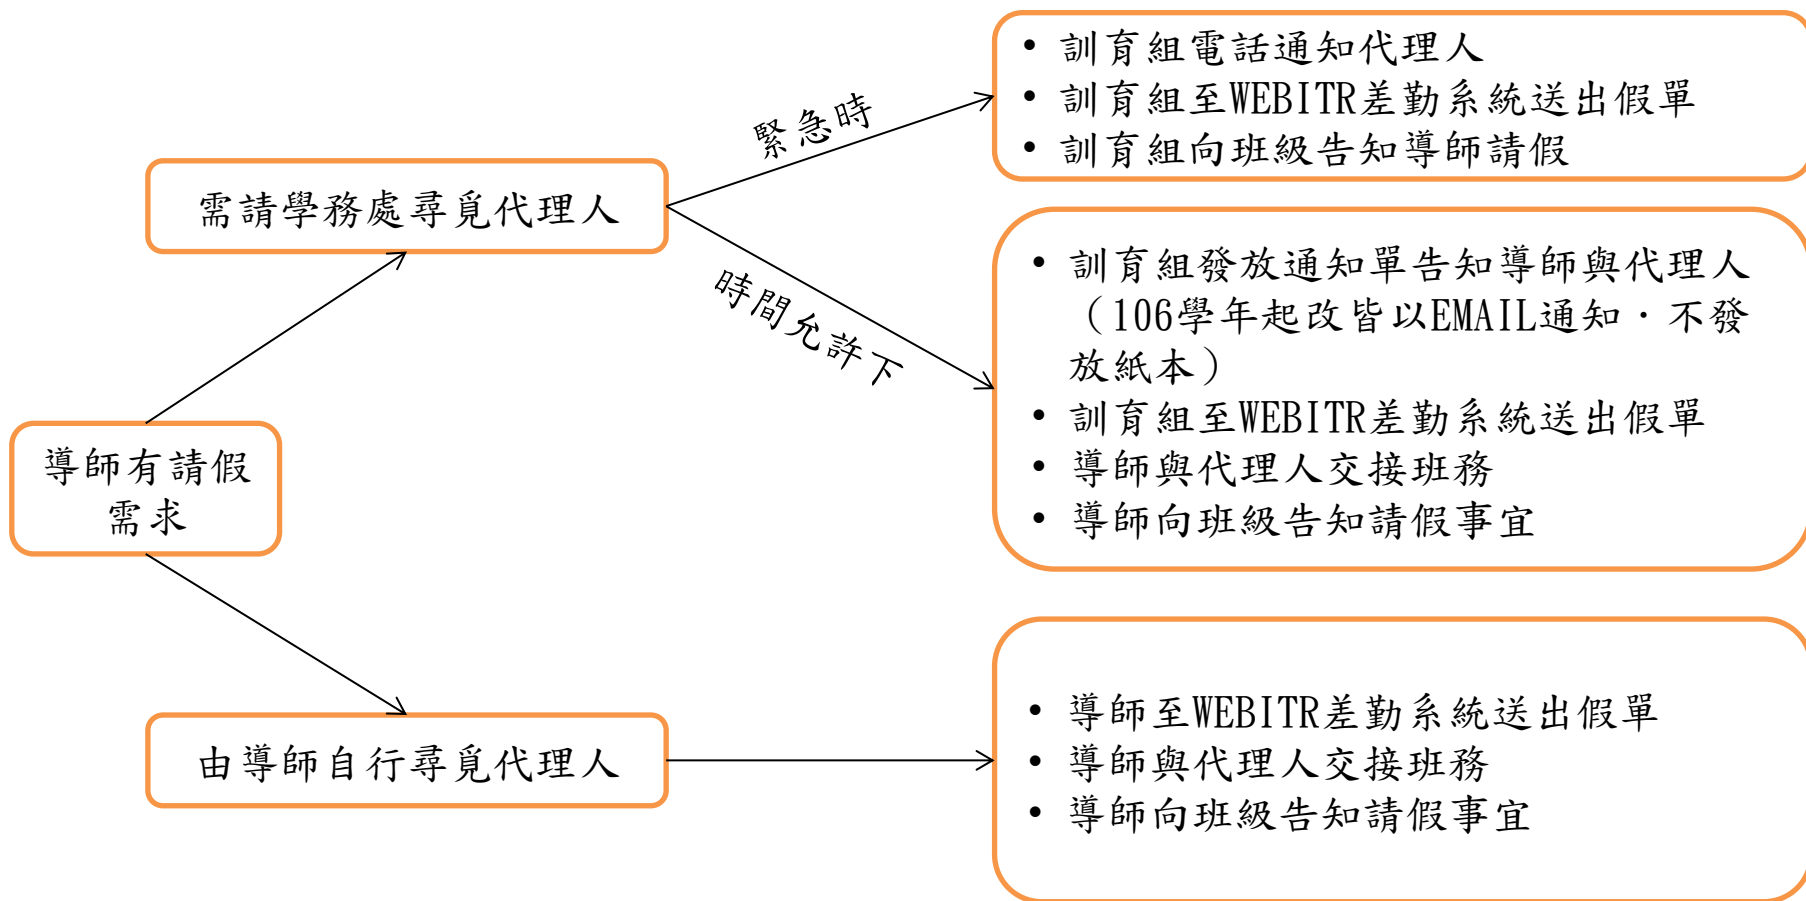 導師有請假
需求
需請學務處尋覓代理人
緊急時
• 訓育組電話通知代理人
• 訓育組至WEBITR差勤系統送出假單
• 訓育組向班級告知導師請假
時間允許下
• 訓育組發放通知單告知導師與代理人
（106學年起改皆以EMAIL通知‧不發
放紙本）
• 訓育組至WEBITR差勤系統送出假單
• 導師與代理人交接班務
• 導師向班級告知請假事宜
由導師自行尋覓代理人
• 導師至WEBITR差勤系統送出假單
• 導師與代理人交接班務
• 導師向班級告知請假事宜